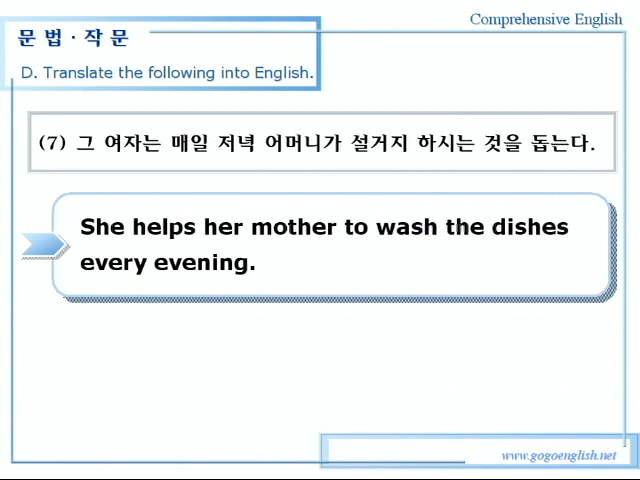 Comprehensive English
문 법 · 작 문
D. Translate the following into English.
(7) 그 여자는 매일 저녁 어머니가 설거지 하시는 것을 돕는다.
She helps her mother to wash the dishes
every evening.
www.gogoenglish.net